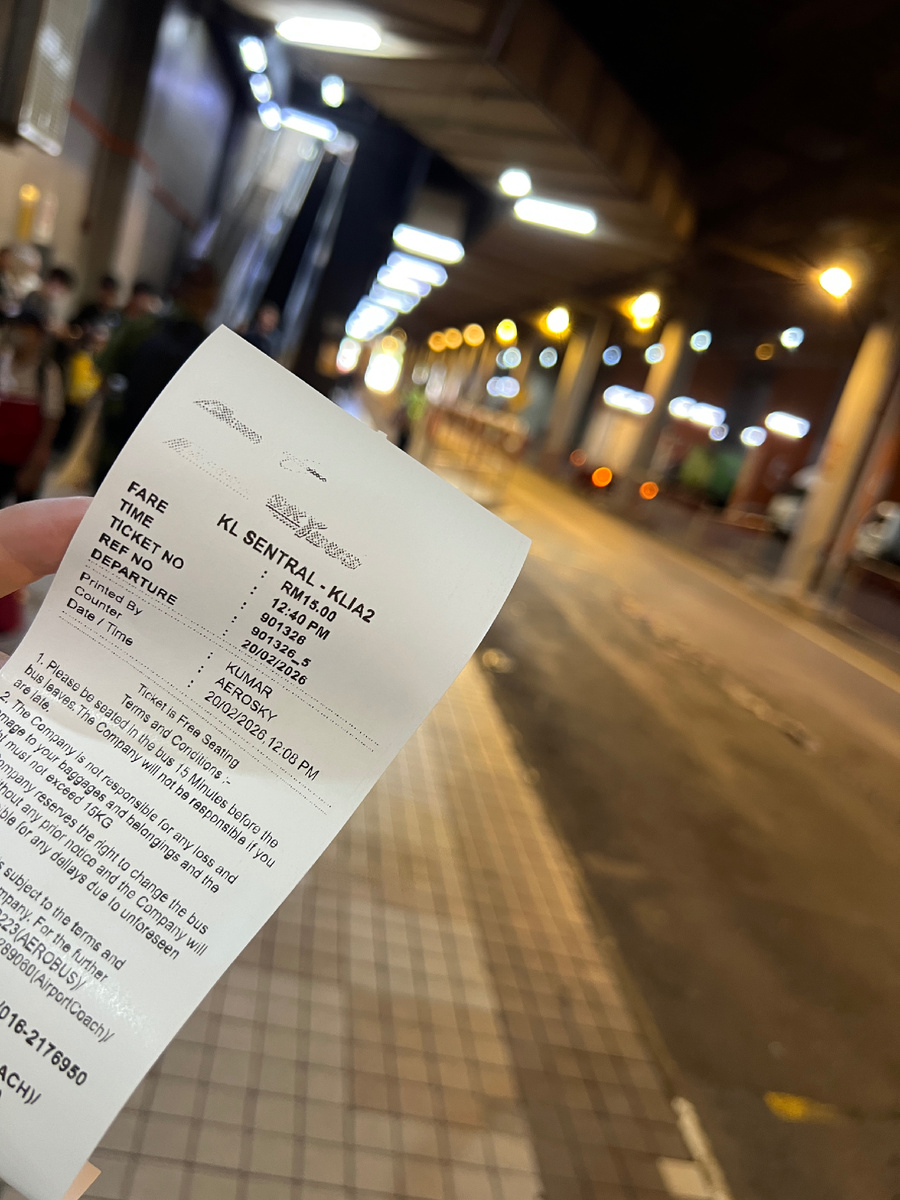 KL SENTRAL - KLIA2
FARE : RM15.00
TIME : 12:40 PM
TICKET NO : 901326
REF NO : 901326_5
DEPARTURE : 20/02/2026
Printed By : KUMAR
Counter : AEROSKY
Date / Time : 20/02/2026,12:08 PM
Ticket is Free Seating
Terms and Conditions :-
1. Please be seated in the bus 15 Minutes before the
bus leaves.The Company will not be responsible if you
are late.
2. The Company is not responsible for any loss and
damage to your baggages and belongings and the
must not exceed 15KG
Company reserves the right to change the bus
without any prior notice and the Company will
for any delays due to unforeseen
subject to the terms and
For the further
223(AEROBUS)/
289060(AirportCoach)/
/016-2176950
ACH)/